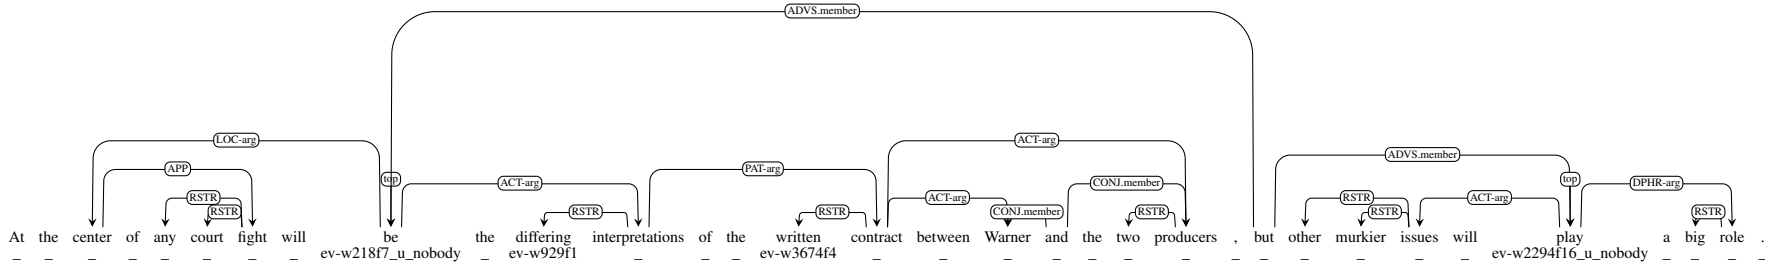 ADVS.member
LOC-arg ACT-arg
APP PAT-arg ADVS.member
top ACT-arg CONJ.member top DPHR-arg
RSTR ACT-arg RSTR ACT-arg
RSTR RSTR RSTR CONJ.member RSTR RSTR RSTR
At the center of any court fight will be the differing interpretations of the written contract between Warner and the two producers , but other murkier issues will play a big role .
_ _ _ _ _ _ _ _ ev-w218f7_u_nobody _ ev-w929f1 _ _ _ ev-w3674f4 _ _ _ _ _ _ _ _ _ _ _ _ _ ev-w2294f16_u_nobody _ _ _ _